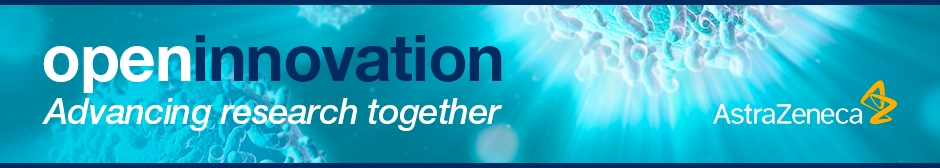 openinnovation
Advancing research together
AstraZeneca